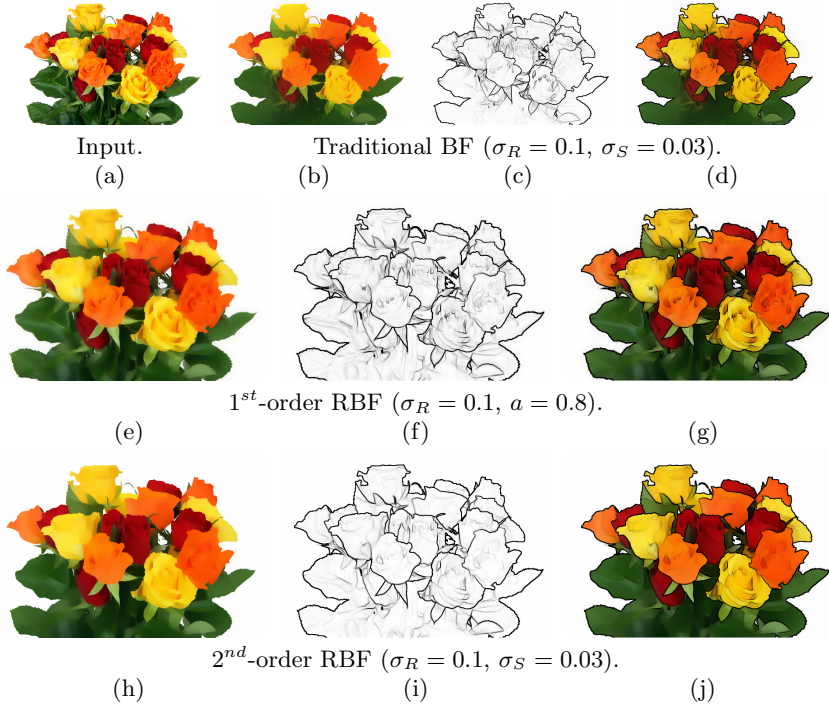 Input. Traditional BF (σ_R = 0.1, σ_S = 0.03).
(a) (b) (c) (d)
1^{st}-order RBF (σ_R = 0.1, a = 0.8).
(e) (f) (g)
2^{nd}-order RBF (σ_R = 0.1, σ_S = 0.03).
(h) (i) (j)